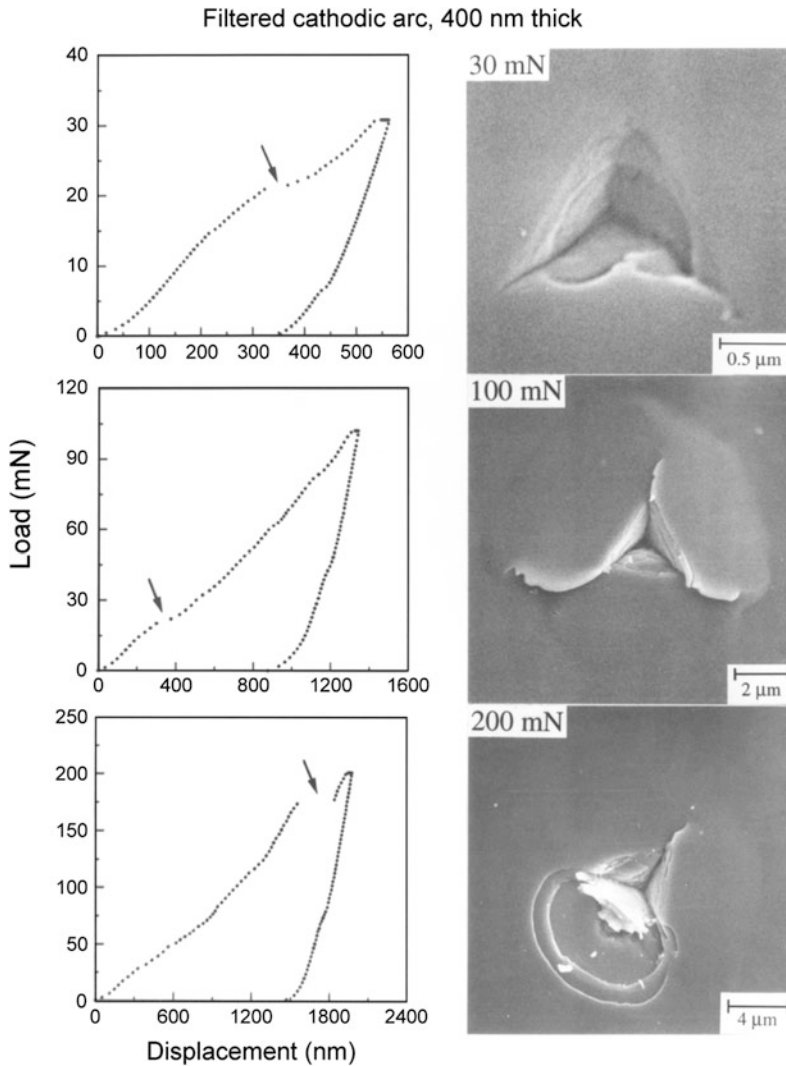 Filtered cathodic arc, 400 nm thick
40
30
20
10
0
0 100 200 300 400 500 600
30 mN
0.5 µm
120
90
60
30
0
0 400 800 1200 1600
100 mN
2 µm
Load (mN)
250
200
150
100
50
0
0 600 1200 1800 2400
200 mN
4 µm
Displacement (nm)